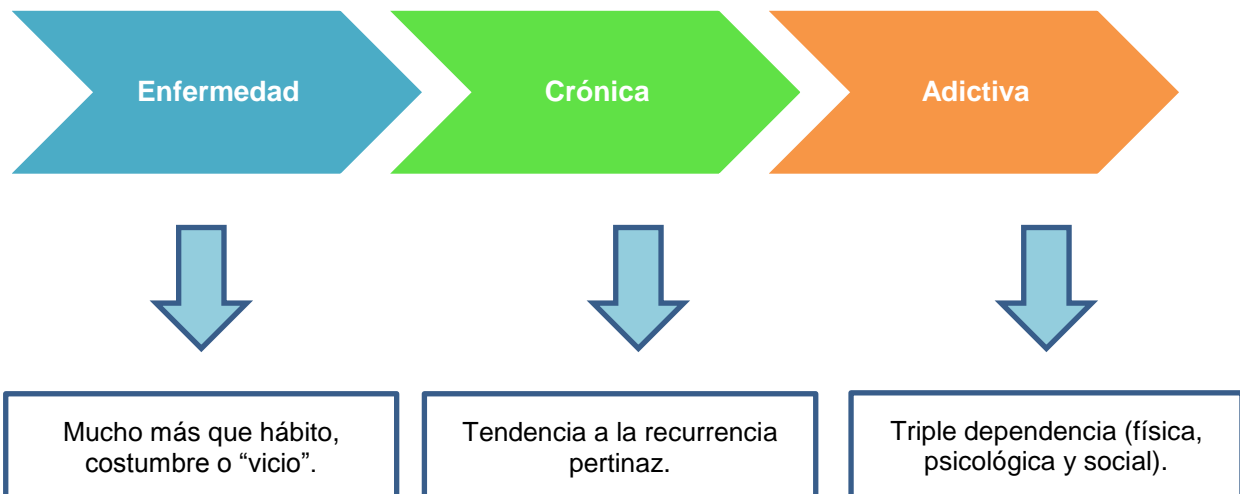 Enfermedad
Crónica
Adictiva
Mucho más que hábito,
costumbre o “vicio”.
Tendencia a la recurrencia
pertinaz.
Triple dependencia (física,
psicológica y social).